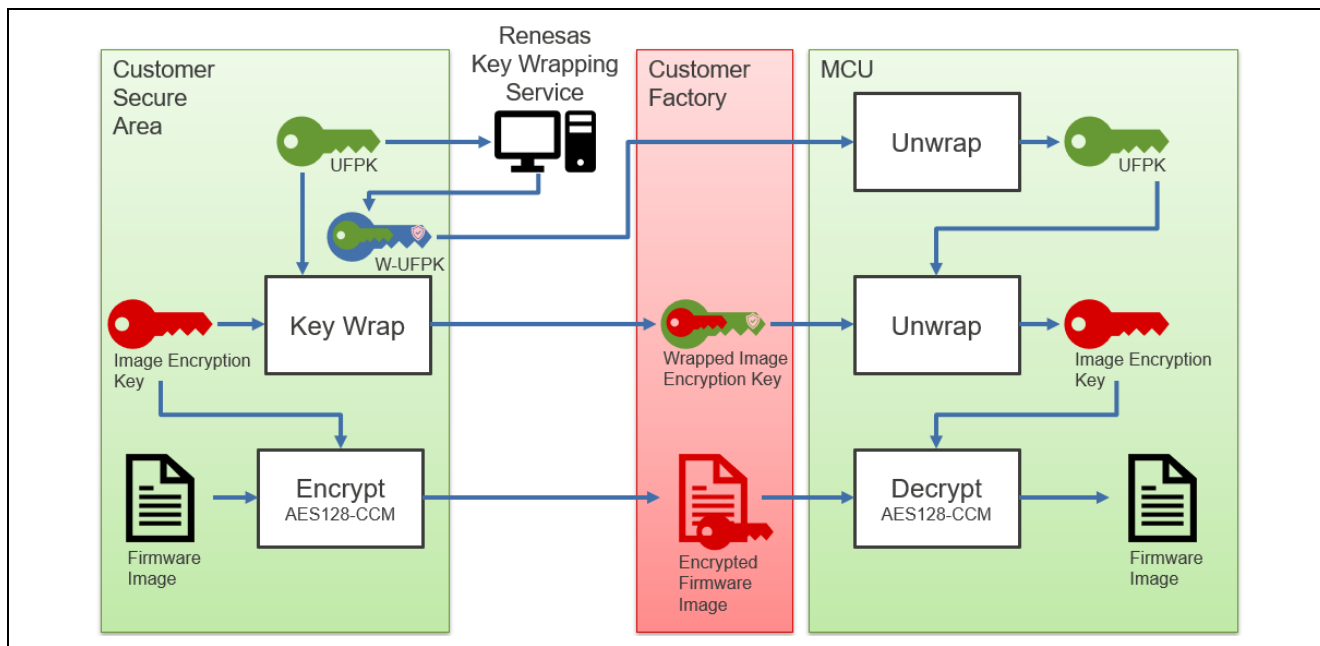 Customer
Secure
Area
Renesas
Key Wrapping
Service
Customer
Factory
MCU
UFPK
Unwrap
UFPK
W-UFPK
Image Encryption
Key
Key Wrap
Wrapped Image
Encryption Key
Unwrap
Image Encryption
Key
Firmware
Image
Encrypt
AES128-CCM
Encrypted
Firmware
Image
Decrypt
AES128-CCM
Firmware
Image